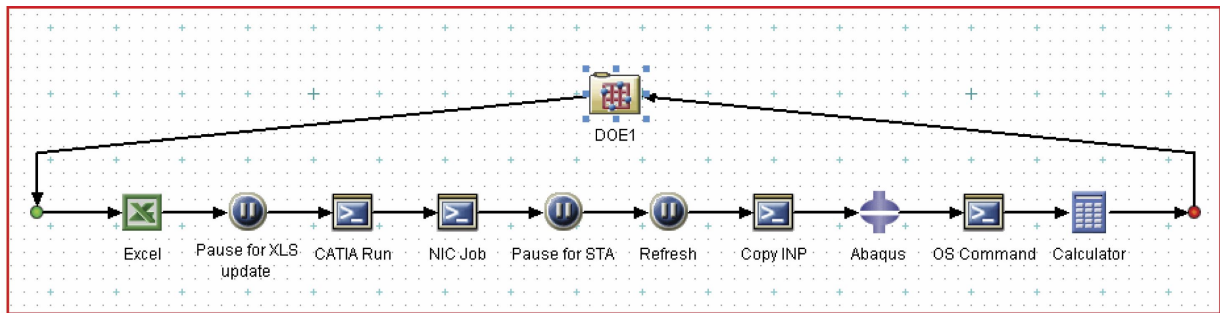 DOE1
Excel
Pause for XLS
update
CATIA Run
NIC Job
Pause for STA
Refresh
Copy INP
Abaqus
OS Command
Calculator